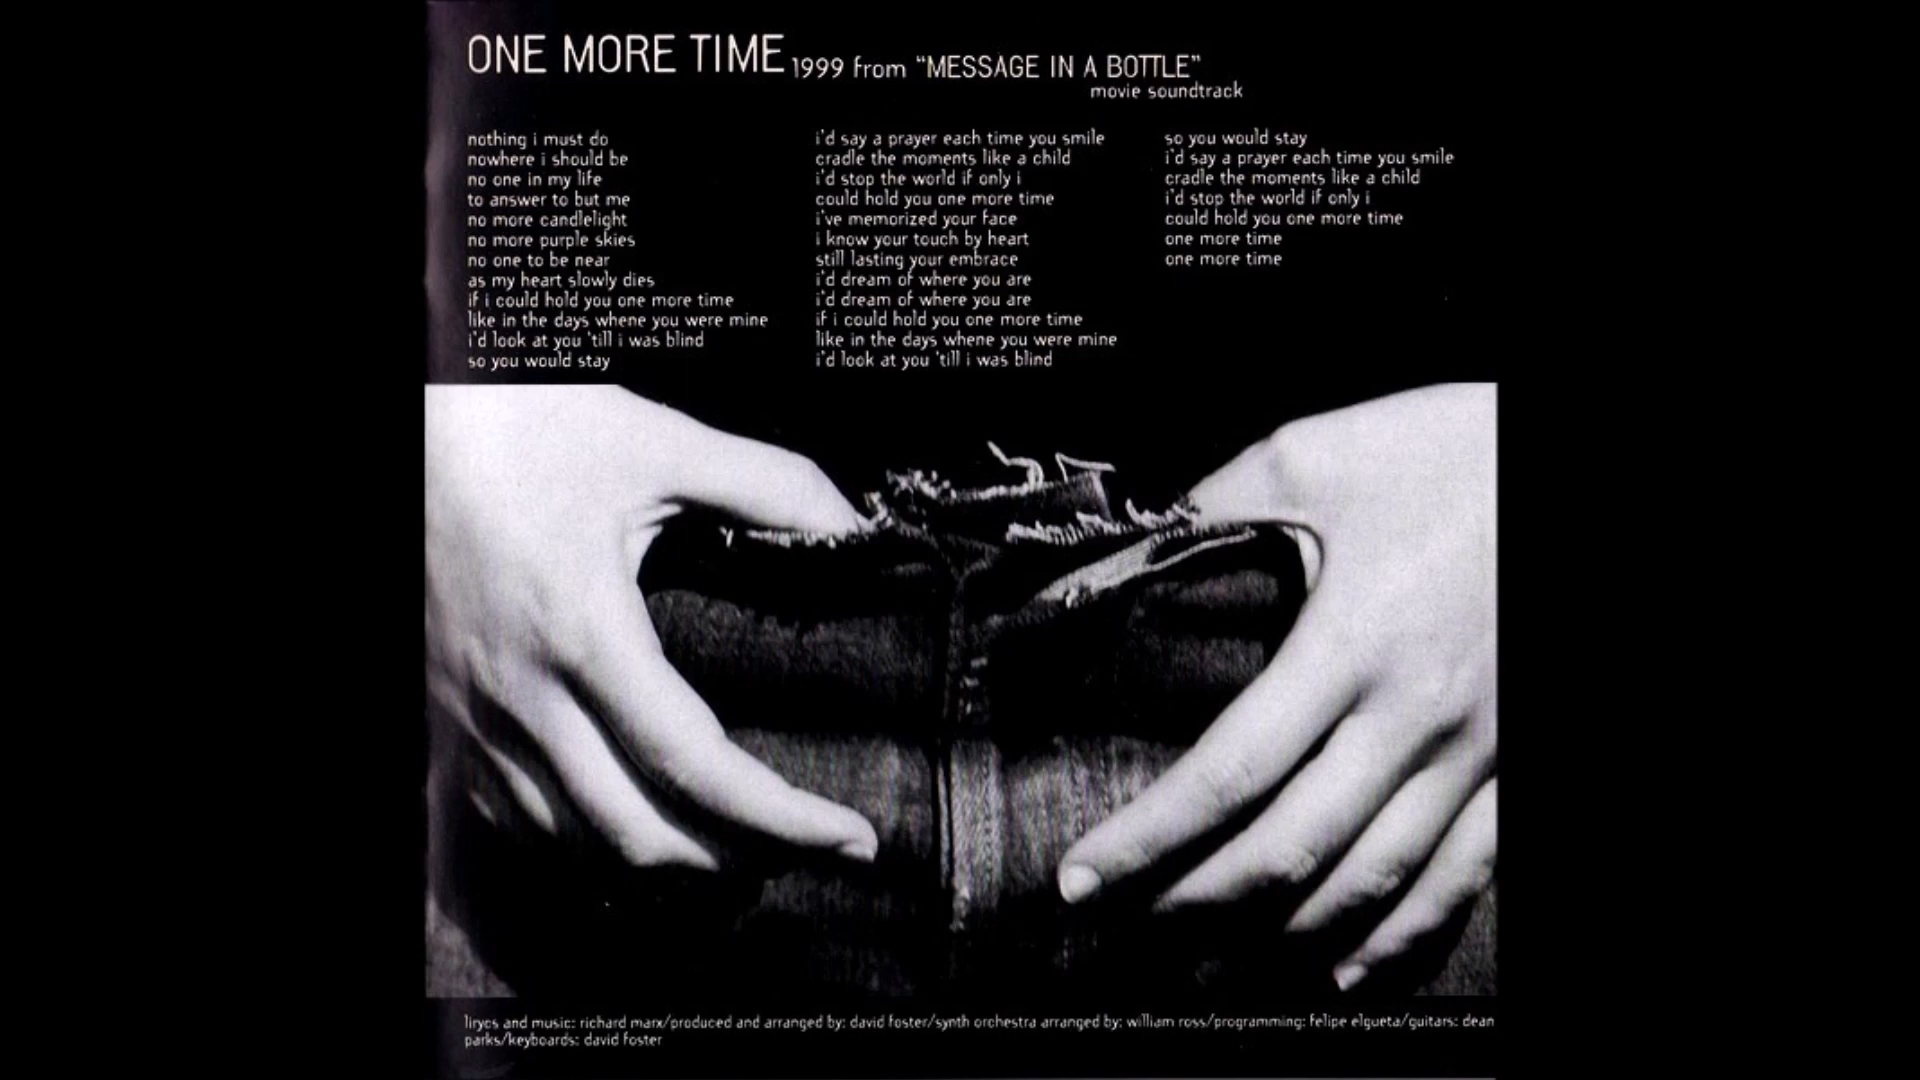 ONE MORE TIME 1999 from “MESSAGE IN A BOTTLE”
movie soundtrack
nothing i must do
nowhere i should be
no one in my life
to answer to but me
no more candlelight
no more purple skies
no one to be near
as my heart slowly dies
if i could hold you one more time
like in the days whene you were mine
i'd look at you 'till i was blind
so you would stay
i'd say a prayer each time you smile
cradle the moments like a child
i'd stop the world if only i
could hold you one more time
i've memorized your face
i know your touch by heart
still lasting your embrace
i'd dream of where you are
i'd dream of where you are
if i could hold you one more time
like in the days whene you were mine
i'd look at you 'till i was blind
so you would stay
i'd say a prayer each time you smile
cradle the moments like a child
i'd stop the world if only i
could hold you one more time
one more time
one more time
lirycs and music: richard marx/produced and arranged by: david foster/synth orchestra arranged by: william ross/programming: felipe elgueta/guitars: dean
parks/keyboards: david foster